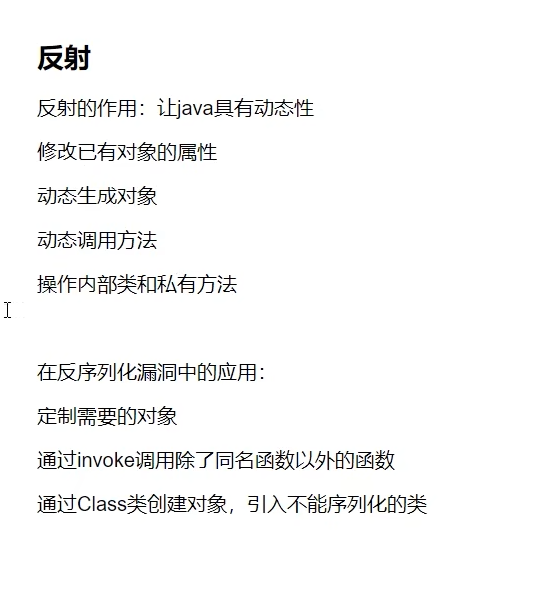 反射
反射的作用：让java具有动态性
修改已有对象的属性
动态生成对象
动态调用方法
操作内部类和私有方法
在反序列化漏洞中的应用：
定制需要的对象
通过invoke调用除了同名函数以外的函数
通过Class类创建对象，引入不能序列化的类